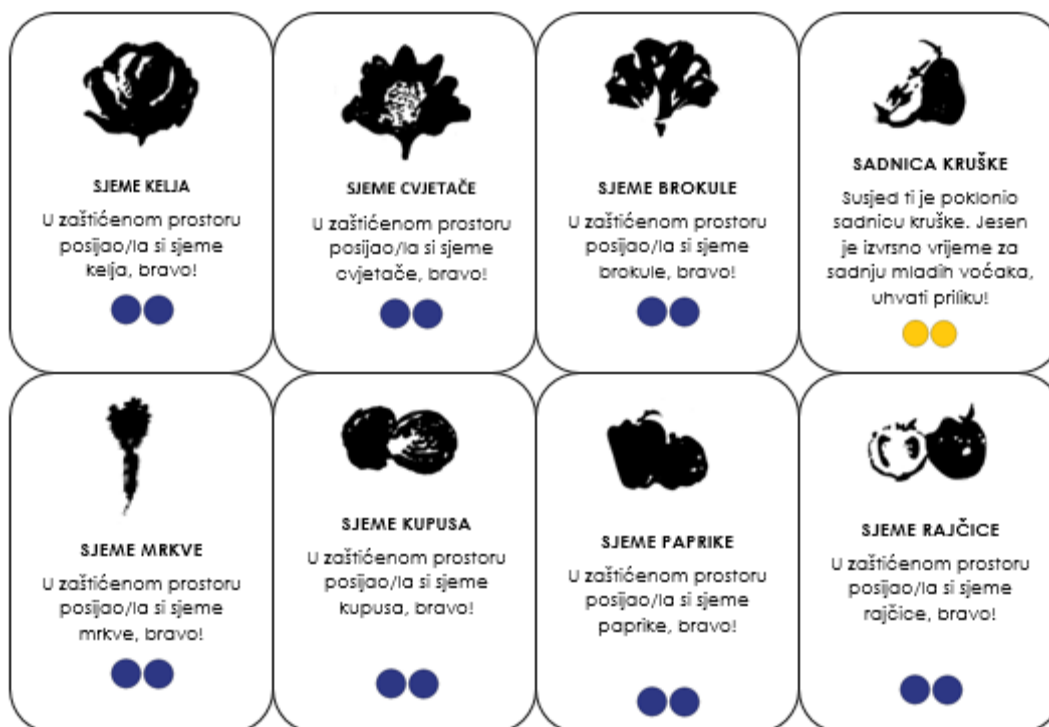 SJEME KELJA
U zaštićenom prostoru
posijao/la si sjeme
kelja, bravo!
SJEME CVJETAČE
U zaštićenom prostoru
posijao/la si sjeme
cvjetače, bravo!
SJEME BROKULE
U zaštićenom prostoru
posijao/la si sjeme
brokule, bravo!
SADNICA KRUŠKE
Susjed ti je poklonio
sadnicu kruške. Jesen
je izvrsno vrijeme za
sadnju mladih voćaka,
uhvati priliku!
SJEME MRKVE
U zaštićenom prostoru
posijao/la si sjeme
mrkve, bravo!
SJEME KUPUSA
U zaštićenom prostoru
posijao/la si sjeme
kupusa, bravo!
SJEME PAPRIKE
U zaštićenom prostoru
posijao/la si sjeme
paprike, bravo!
SJEME RAJČICE
U zaštićenom prostoru
posijao/la si sjeme
rajčice, bravo!